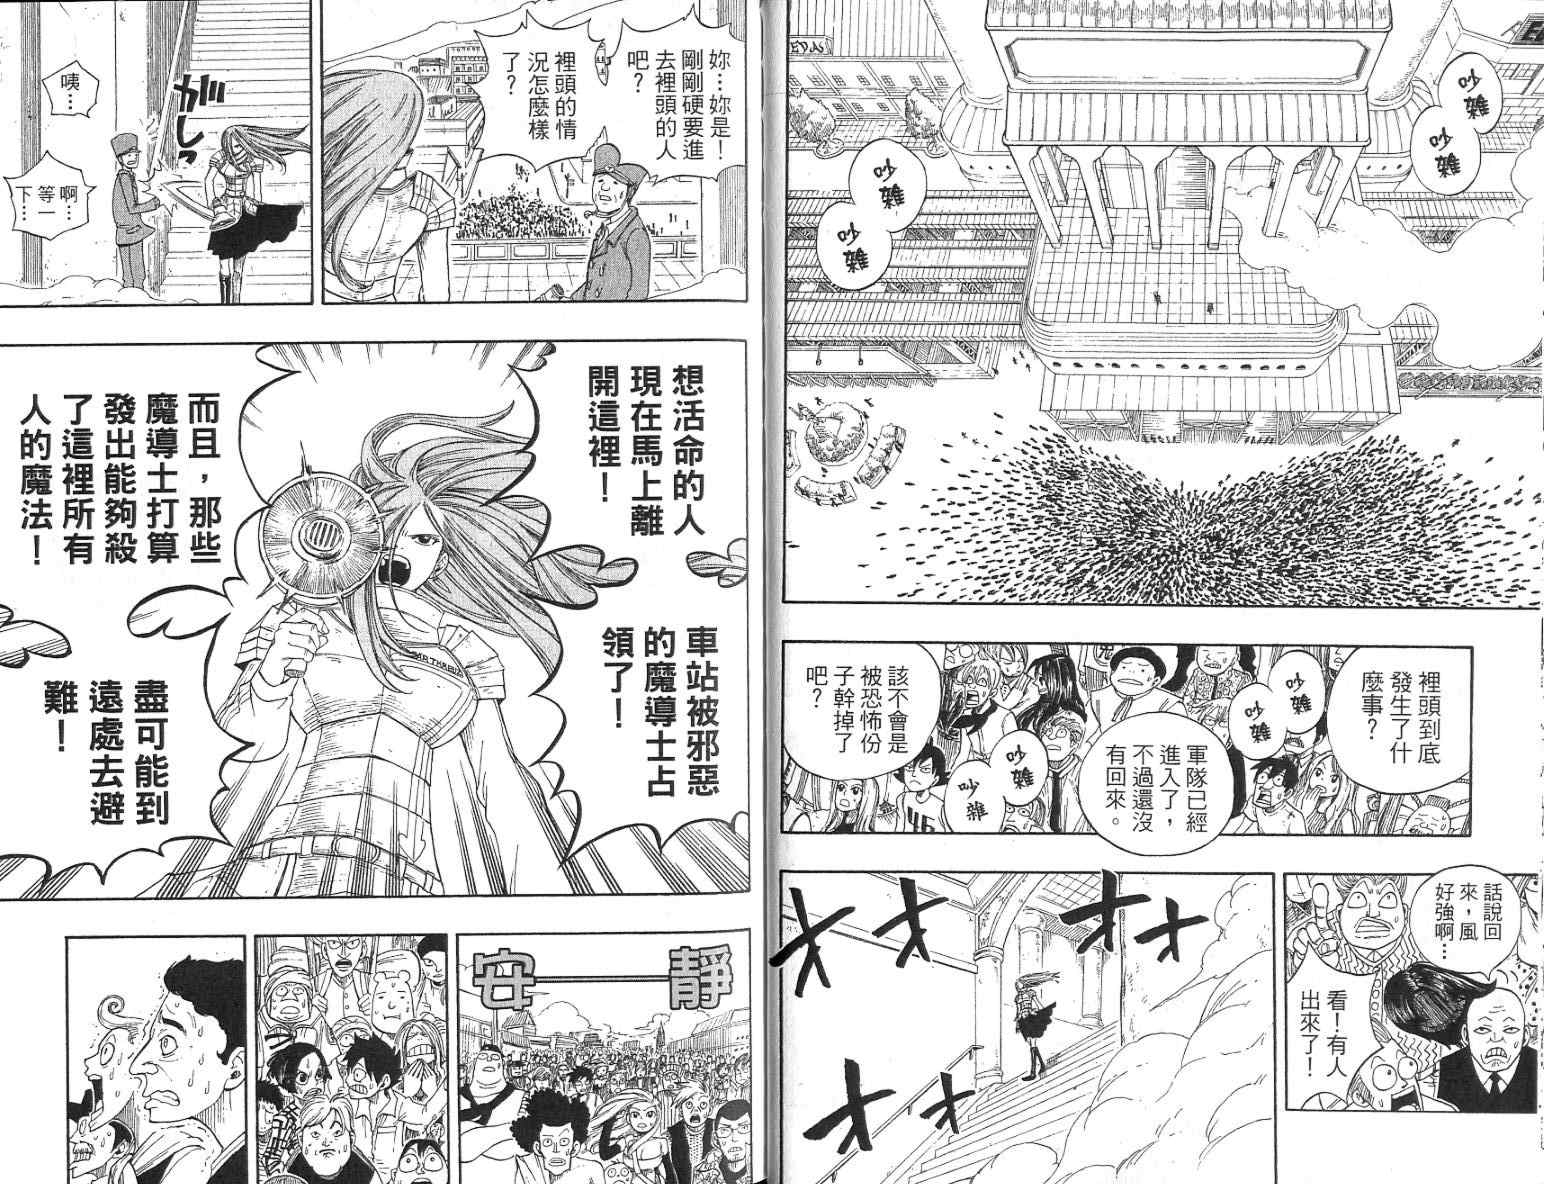 EDA
吵
雜
吵
雜
吵
雜
吵
雜
裡頭到底
發生了什
麼事？
吵
雜
吵
雜
軍隊已經
進入了，
不過還沒
有回來。
吵
雜
吵
雜
該不會是
被恐怖份
子幹掉了
吧？
話說回
來，風
好強啊…
看！有人
出來了！
オ
オ
オ
オ
オ
オ
妳…妳是！
剛剛硬要進
去裡頭的人
吧？
裡頭的情
況怎麼樣
了？
咦…
ガシッ
啊…
等一
下…
想活命的人
現在馬上離
開這裡！
車站被邪惡
的魔導士占
領了！
而且，那些
魔導士打算
發出能夠殺
了這裡所有
人的魔法！
盡可能到
遠處去避
難！
靜——安